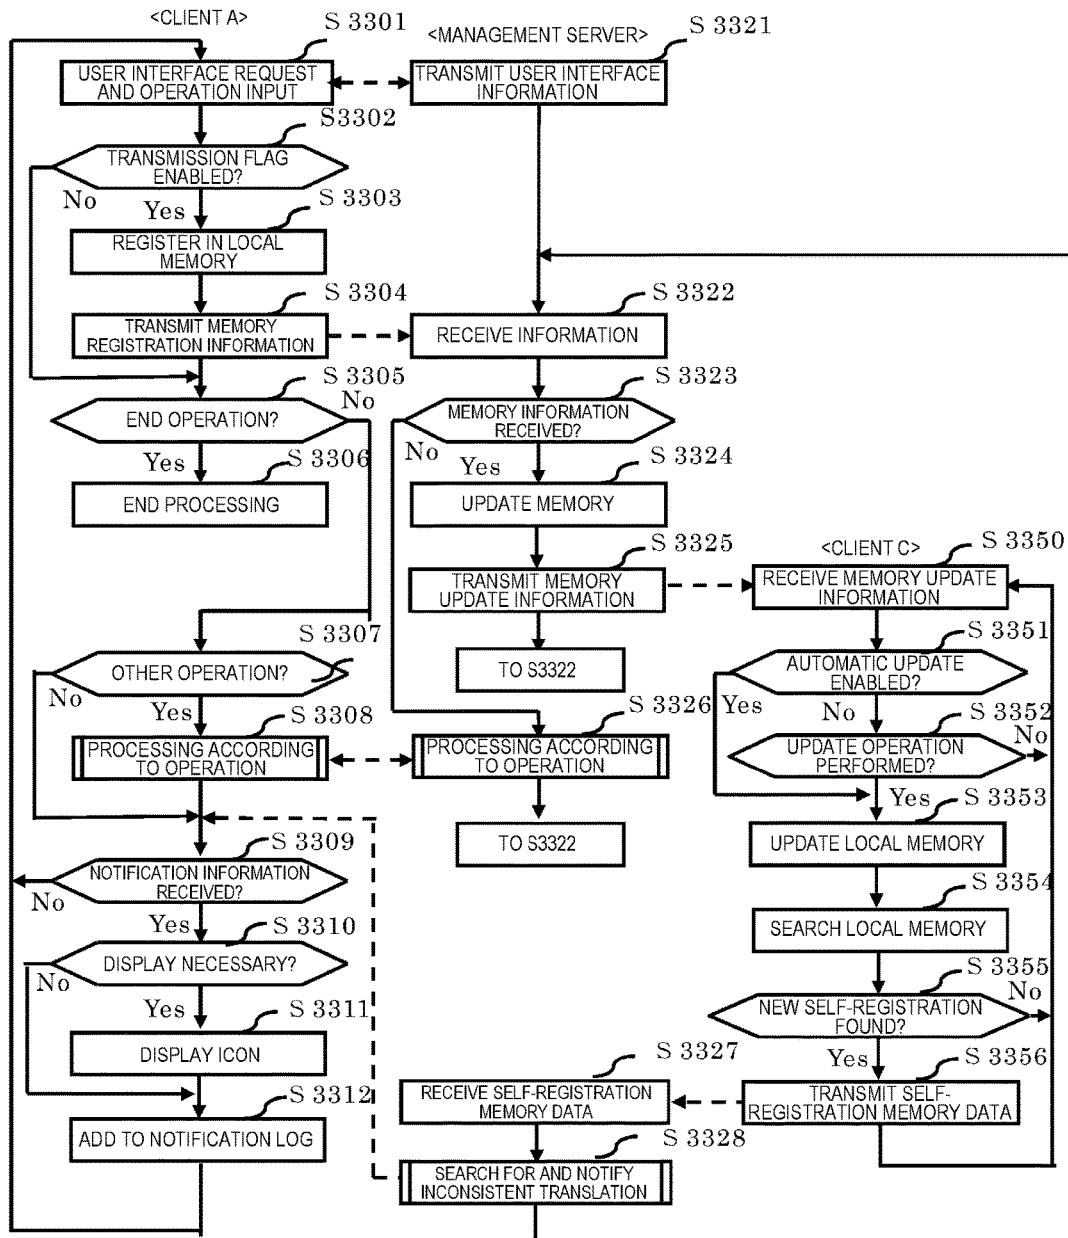 <CLIENT A>
S 3301
USER INTERFACE REQUEST
AND OPERATION INPUT
S3302
TRANSMISSION FLAG
ENABLED?
No
Yes
S 3303
REGISTER IN LOCAL
MEMORY
S 3304
TRANSMIT MEMORY
REGISTRATION INFORMATION
S 3305
END OPERATION?
No
Yes
S 3306
END PROCESSING
S 3307
OTHER OPERATION?
No
Yes
S 3308
PROCESSING ACCORDING
TO OPERATION
S 3309
NOTIFICATION INFORMATION
RECEIVED?
No
Yes
S 3310
DISPLAY NECESSARY?
No
Yes
S 3311
DISPLAY ICON
S 3312
ADD TO NOTIFICATION LOG
<MANAGEMENT SERVER>
S 3321
TRANSMIT USER INTERFACE
INFORMATION
S 3322
RECEIVE INFORMATION
S 3323
MEMORY INFORMATION
RECEIVED?
No
Yes
S 3324
UPDATE MEMORY
S 3325
TRANSMIT MEMORY
UPDATE INFORMATION
TO S3322
S 3326
PROCESSING ACCORDING
TO OPERATION
TO S3322
S 3327
RECEIVE SELF-REGISTRATION
MEMORY DATA
S 3328
SEARCH FOR AND NOTIFY
INCONSISTENT TRANSLATION
<CLIENT C>
S 3350
RECEIVE MEMORY UPDATE
INFORMATION
S 3351
AUTOMATIC UPDATE
ENABLED?
Yes
No
S 3352
UPDATE OPERATION
PERFORMED?
No
Yes
S 3353
UPDATE LOCAL MEMORY
S 3354
SEARCH LOCAL MEMORY
S 3355
NEW SELF-REGISTRATION
FOUND?
No
Yes
S 3356
TRANSMIT SELF-
REGISTRATION MEMORY DATA